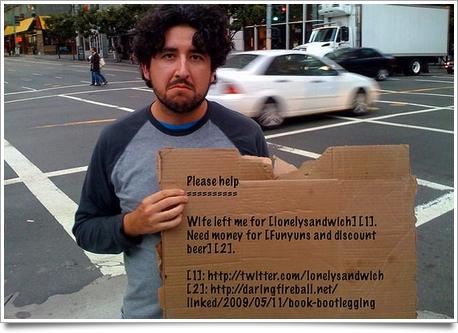 Please help
==========
Wife left me for [lonelysandwich] [1].
Need money for [Funyuns and discount
beer] [2].
[1]: http://twitter.com/lonelysandwich
[2]: http://daringfireball.net/
linked/2009/05/11/book-bootlegging